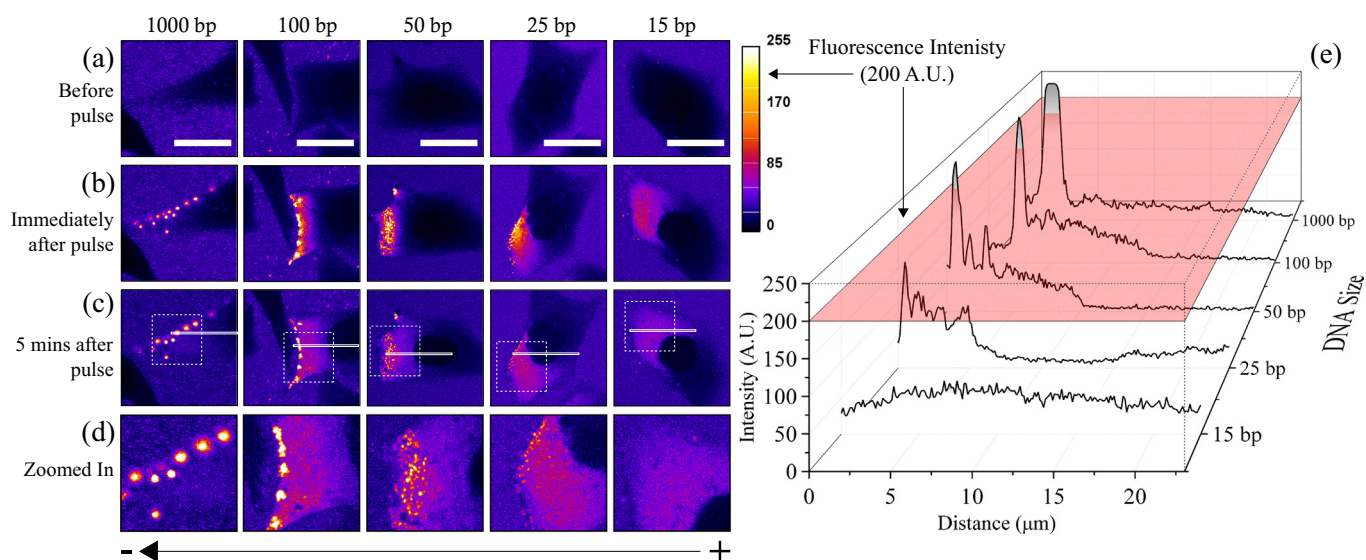 1000 bp 100 bp 50 bp 25 bp 15 bp
(a)
Before
pulse
(b)
Immediately
after pulse
(c)
5 mins after
pulse
(d)
Zoomed In
- +
255
170
85
0
Fluorescence Intenisty
(200 A.U.)
(e)
250
200
150
100
50
0
Intensity (A.U.)
0 5 10 15 20
Distance (μm)
1000 bp
100 bp
50 bp
25 bp
15 bp
DNA Size